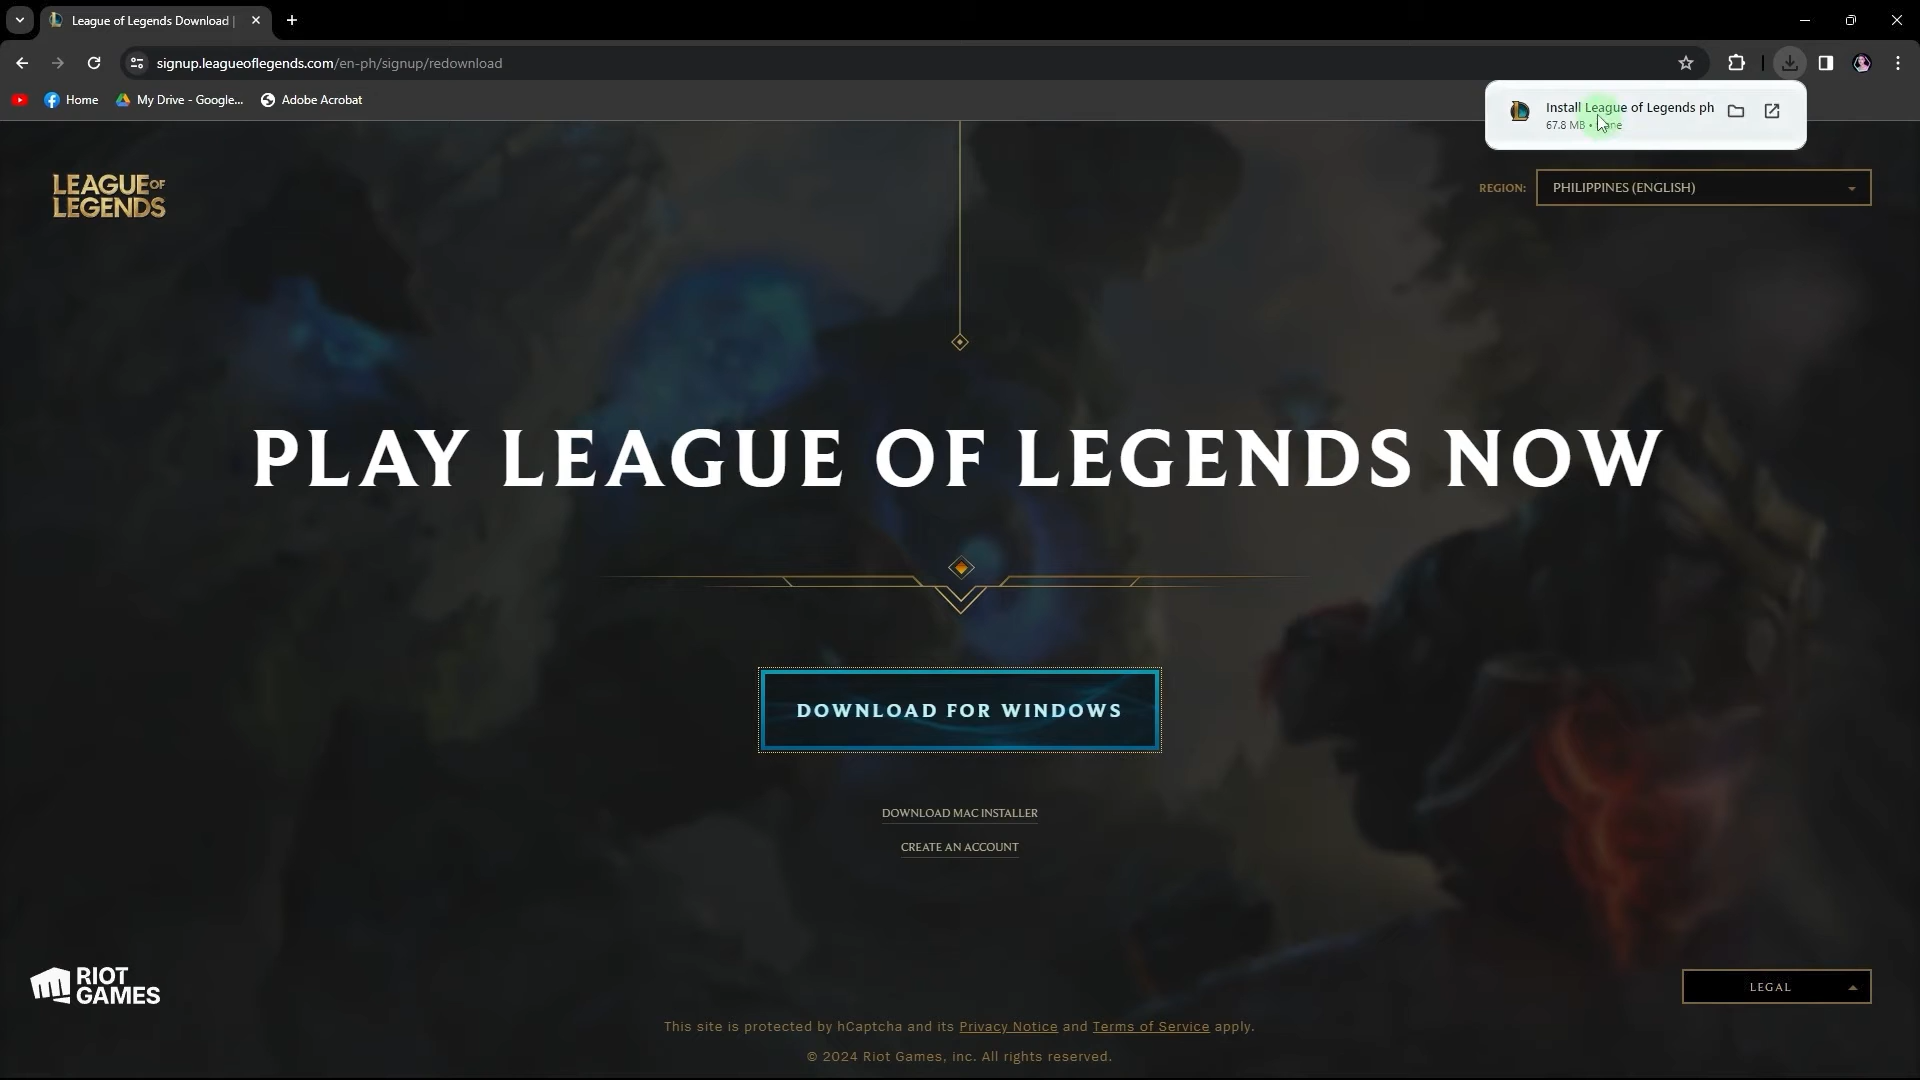 League of Legends Download |
signup.leagueoflegends.com/en-ph/signup/redownload
Home
My Drive - Google...
Adobe Acrobat
Install League of Legends ph
67.8 MB •
LEAGUE OF
LEGENDS
REGION:
PHILIPPINES (ENGLISH)
PLAY LEAGUE OF LEGENDS NOW
DOWNLOAD FOR WINDOWS
DOWNLOAD MAC INSTALLER
CREATE AN ACCOUNT
RIOT
GAMES
LEGAL
This site is protected by hCaptcha and its Privacy Notice and Terms of Service apply.
© 2024 Riot Games, inc. All rights reserved.